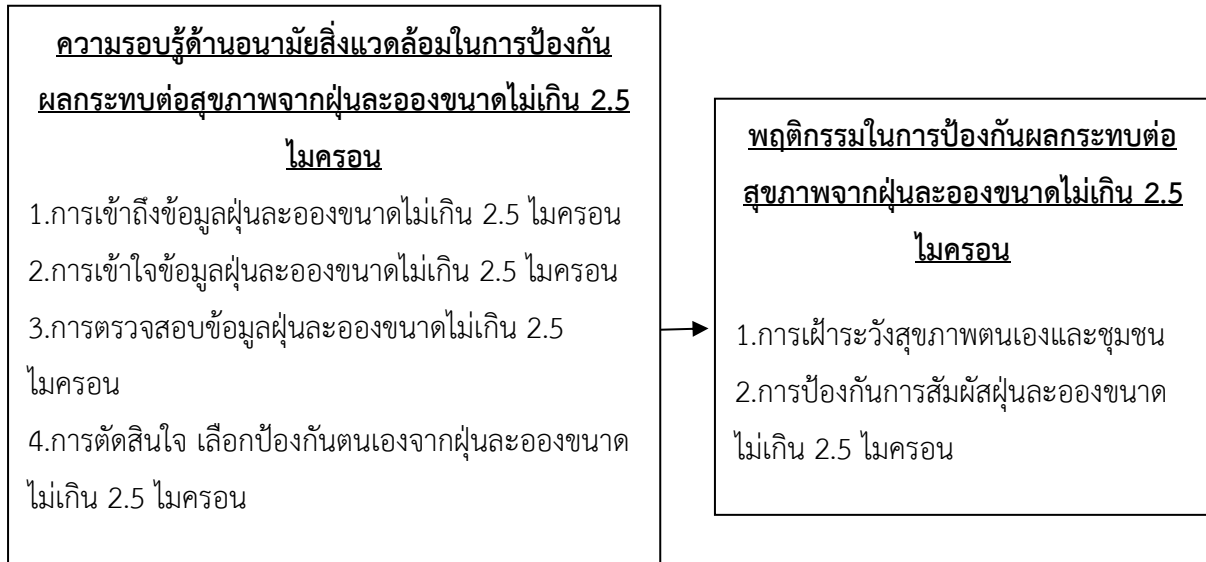 ความรอบรู้ด้านอนามัยสิ่งแวดล้อมในการป้องกัน
ผลกระทบต่อสุขภาพจากฝุ่นละอองขนาดไม่เกิน 2.5
ไมครอน
1.การเข้าถึงข้อมูลฝุ่นละอองขนาดไม่เกิน 2.5 ไมครอน
2.การเข้าใจข้อมูลฝุ่นละอองขนาดไม่เกิน 2.5 ไมครอน
3.การตรวจสอบข้อมูลฝุ่นละอองขนาดไม่เกิน 2.5
ไมครอน
4.การตัดสินใจ เลือกป้องกันตนเองจากฝุ่นละอองขนาด
ไม่เกิน 2.5 ไมครอน
พฤติกรรมในการป้องกันผลกระทบต่อ
สุขภาพจากฝุ่นละอองขนาดไม่เกิน 2.5
ไมครอน
1.การเฝ้าระวังสุขภาพตนเองและชุมชน
2.การป้องกันการสัมผัสฝุ่นละอองขนาด
ไม่เกิน 2.5 ไมครอน